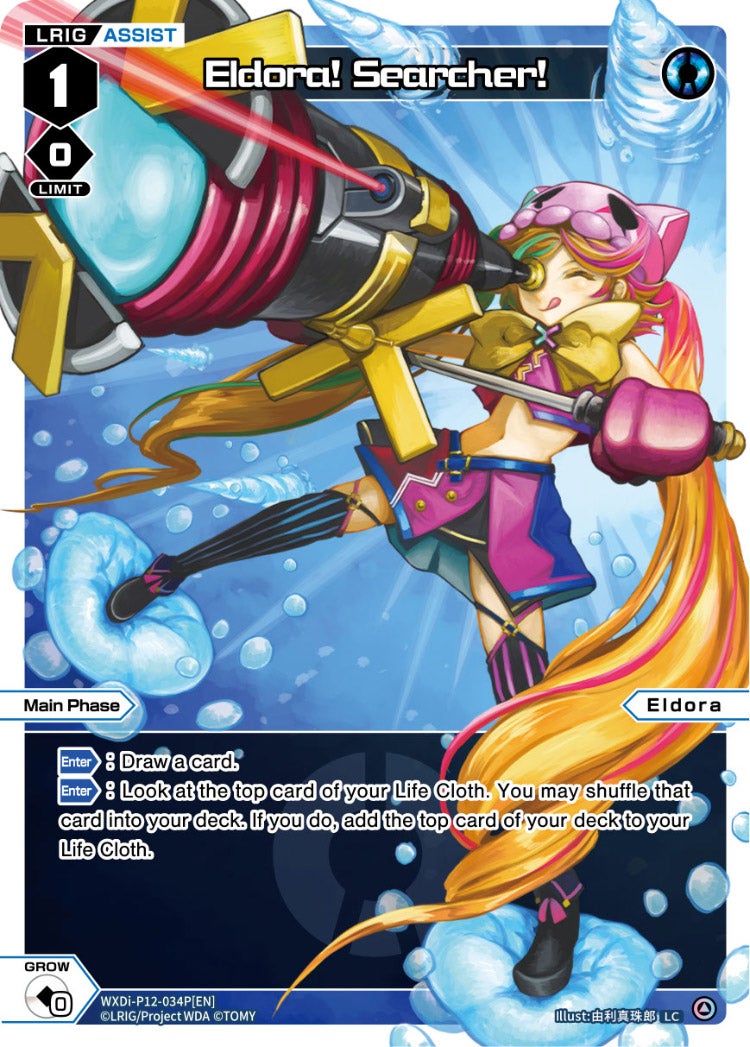 LRIG ASSIST
1
Eldora! Searcher!
0
LIMIT
Main Phase
Eldora
Enter : Draw a card.
Enter : Look at the top card of your Life Cloth. You may shuffle that
card into your deck. If you do, add the top card of your deck to your
Life Cloth.
GROW
0
WXDi-P12-034P[EN]
©LRIG/Project WDA ©TOMY
Illust:由利真珠郎 LC